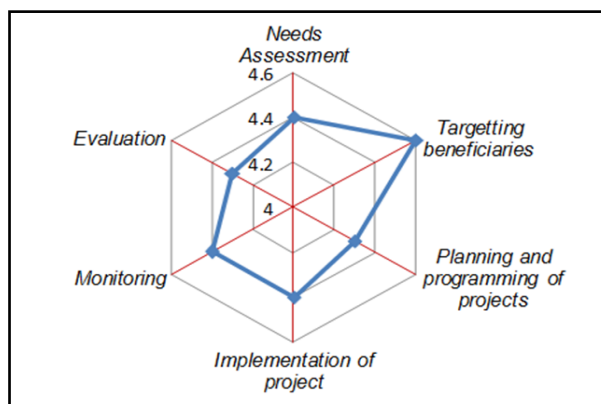 Needs
Assessment
4.6
4.4
4.2
4
Targetting
beneficiaries
Planning and
programming of
projects
Implementation of
project
Monitoring
Evaluation